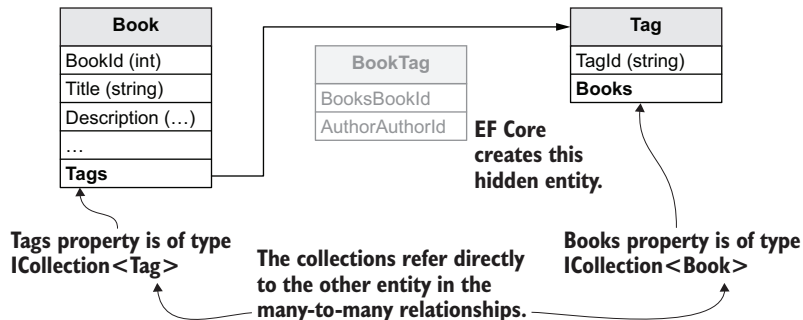 Book
BookId (int)
Title (string)
Description (…)
…
Tags
BookTag
BooksBookId
AuthorAuthorId
EF Core
creates this
hidden entity.
Tag
TagId (string)
Books
Tags property is of type
ICollection<Tag>
The collections refer directly
to the other entity in the
many-to-many relationships.
Books property is of type
ICollection<Book>